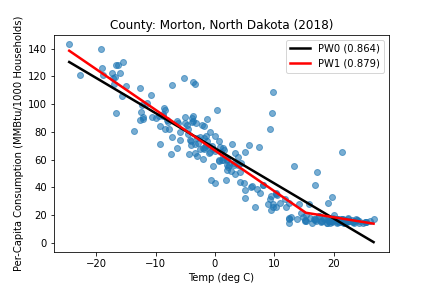 County: Morton, North Dakota (2018)
PW0 (0.864)
PW1 (0.879)
Per-Capita Consumption (MMBtu/1000 Households)
140
120
100
80
60
40
20
0
−20
−10
0
10
20
Temp (deg C)